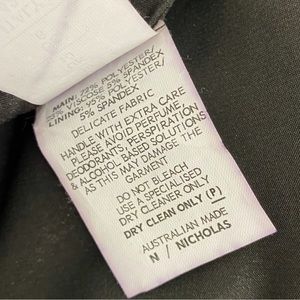 MAIN: 72% POLYESTER/
VISCOSE 5% SPANDEX
LINING: 95% POLYESTER/
5% SPANDEX
DELICATE FABRIC
HANDLE WITH EXTRA CARE
PLEASE AVOID PERFUME,
DEODORANTS, PERSPIRATION
& ALCOHOL BASED SOLUTIONS
AS THIS MAY DAMAGE THE
GARMENT
DO NOT BLEACH
USE A SPECIALISED
DRY CLEANER ONLY
DRY CLEAN ONLY (P)
AUSTRALIAN MADE
N / NICHOLAS